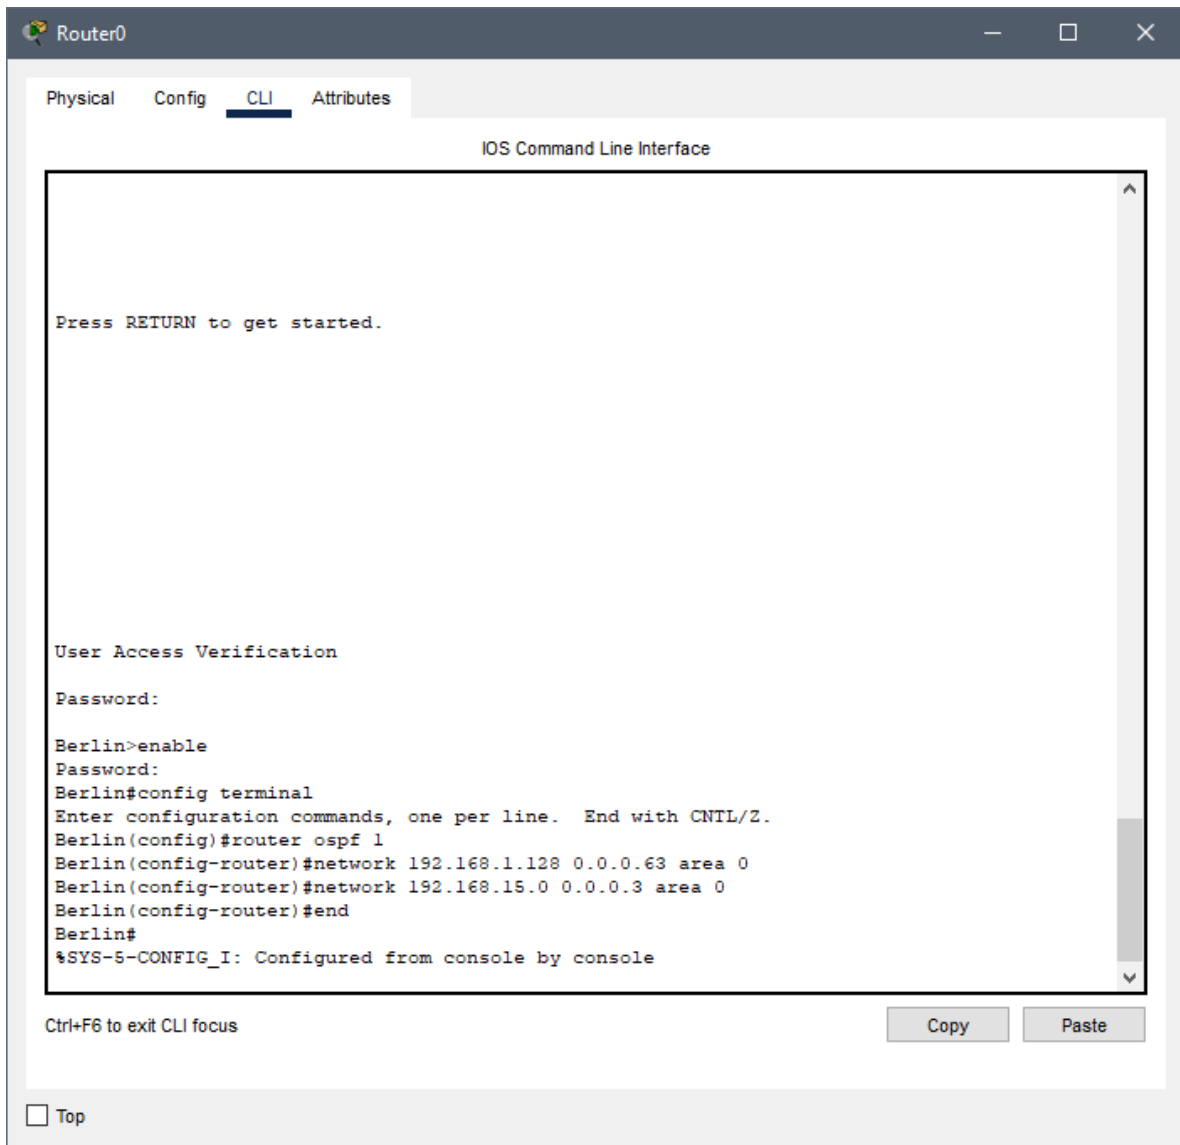 Router0
Physical Config CLI Attributes
IOS Command Line Interface
Press RETURN to get started.
User Access Verification
Password:
Berlin>enable
Password:
Berlin#config terminal
Enter configuration commands, one per line.  End with CNTL/Z.
Berlin(config)#router ospf 1
Berlin(config-router)#network 192.168.1.128 0.0.0.63 area 0
Berlin(config-router)#network 192.168.15.0 0.0.0.3 area 0
Berlin(config-router)#end
Berlin#
%SYS-5-CONFIG_I: Configured from console by console
Ctrl+F6 to exit CLI focus Copy Paste
Top